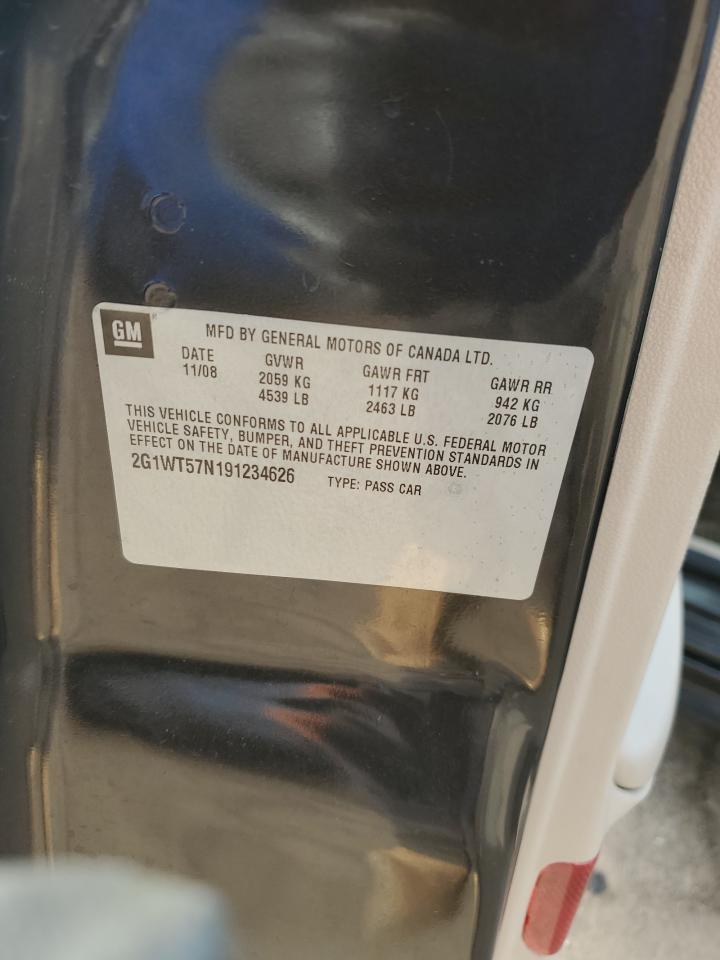 GM
MFD BY GENERAL MOTORS OF CANADA LTD.
DATE GVWR GAWR FRT GAWR RR
11/08 2059 KG 1117 KG 942 KG
4539 LB 2463 LB 2076 LB
THIS VEHICLE CONFORMS TO ALL APPLICABLE U.S. FEDERAL MOTOR
VEHICLE SAFETY, BUMPER, AND THEFT PREVENTION STANDARDS IN
EFFECT ON THE DATE OF MANUFACTURE SHOWN ABOVE.
2G1WT57N191234626 TYPE: PASS CAR